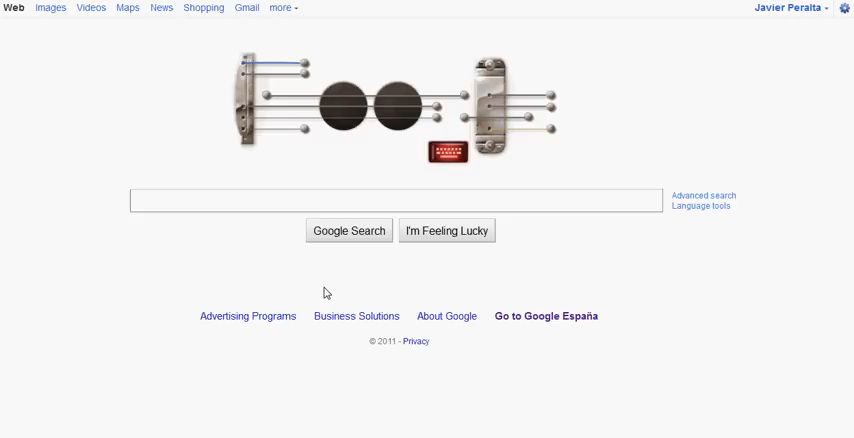 Web Images Videos Maps News Shopping Gmail more Javier Peralta
Advanced search
Language tools
Google Search I'm Feeling Lucky
Advertising Programs Business Solutions About Google Go to Google España
© 2011 - Privacy